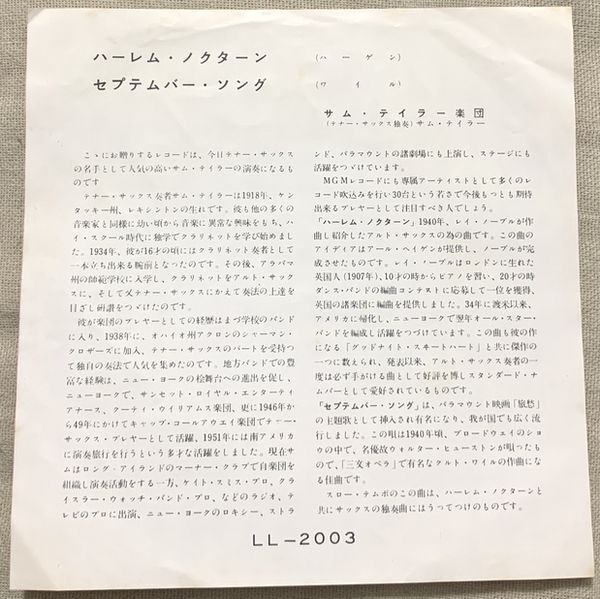 ハーレム・ノクターン （ハーゲン）
セプテムバー・ソング （ワイル）
サム・テイラー楽団
（テナー・サックス独奏）サム・テイラー
こゝにお贈りするレコードは、今日テナー・サックス
の名手として人気の高いサム・テイラーの演奏になるも
のです
テナー・サックス奏者サム・テイラーは1918年、ケン
タッキー州、レキシントンの生れです。彼も他の多くの
音楽家と同様に幼い頃から音楽に異常な興味をもち、ハ
イ・スクール時代に独学でクラリネットを学び始めまし
た。1934年、彼が16才の頃にはクラリネット奏者として
一本立ち出来る腕前となったのです。その後、アラバマ
州の師範学校に入学し、クラリネットをアルト・サック
スに、そして又テナー・サックスにかえて奏法の上達を
目ざし研讃をつゞけたのです。
彼が楽団のプレーヤーとしての経歴はまづ学校のバンド
に入り、1938年に、オハイオ州アクロンのシャーマン・
クロザーズに加入、テナー・サックスのパートを受持つ
て独自の奏法で人気を集めたのです。地方バンドでの豊
富な経験は、ニュー・ヨークの桧舞台への進出を促し、
ニューヨークで、サンセット・ロイヤル・エンターティ
アナース、クーティ・ウイリアムス楽団、更に1946年か
ら49年にかけてキャップ・コールアウエイ楽団でテナー・
サックス・プレヤーとして活躍、1951年には南アメリカ
に演奏旅行を行うという多才な活躍をしました。現在サ
ムはロング・アイランドのマーナー・クラブで自楽団を
組織し演奏活動をする一方、ケイト・スミス・プロ、クラ
イスラー・ウォッチ・バンド・プロ、などのラジオ、テ
レビのプロに出演、ニュー・ヨークのロキシー、ストラ
ンド、パラマウントの諸劇場にも上演し、ステージにも
活躍をつづけています。
MGMレコードにも専属アーティストとして多くのレ
コード吹込みを行い30台という若さで今後もつとも期待
出来るプレヤーとして注目すべき人でしょう。
「ハーレム・ノクターン」1940年、レイ・ノーブルが作
曲し紹介したアルト・サックスの為の曲です。この曲の
アイディアはアール・ヘイゲンが提供し、ノーブルが完
成させたものです。レイ・ノーブルはロンドンに生れた
英国人（1907年）、10才の時からピアノを習い、20才の時
ダンス・バンドの編曲コンテストに応募して一位を獲得、
英国の諸楽団に編曲を提供しました。34年に渡米以来、
アメリカに帰化し、ニューヨークで翌年オール・スター・
バンドを編成し活躍をつづけています。この曲も彼の作
になる「グッドナイト・スキートハート」と共に傑作の
一つに数えられ、発表以来、アルト・サックス奏者の一
度は必ず手がける曲として好評を博しスタンダード・ナ
ムバーとして愛好されているものです。
「セプテムバー・ソング」は、パラマウント映画「旅愁」
の主題歌として挿入され有名になり、我が国でも広く流
行しました。この唄は1940年頃、ブロードウェイのショ
ウの中で、名優故ウォルター・ヒューストンが唄ったも
ので、「三文オペラ」で有名なクルト・ワイルの作曲にな
る佳曲です。
スロー・テムポのこの曲は、ハーレム・ノクターンと
共にサックスの独奏曲にはうってつけのものです。
LL-2003